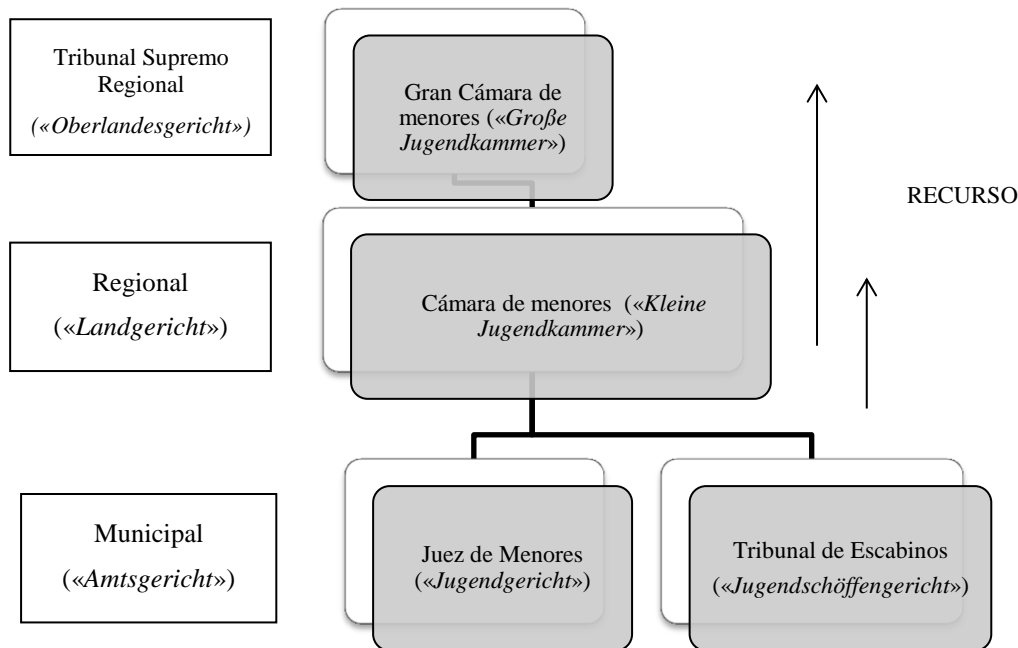 Tribunal Supremo
Regional
(«Oberlandesgericht»)
Gran Cámara de
menores («Große
Jugendkammer»)
RECURSO
Regional
(«Landgericht»)
Cámara de menores («Kleine
Jugendkammer»)
Municipal
(«Amtsgericht»)
Juez de Menores
(«Jugendgericht»)
Tribunal de Escabinos
(«Jugendschöffengericht»)